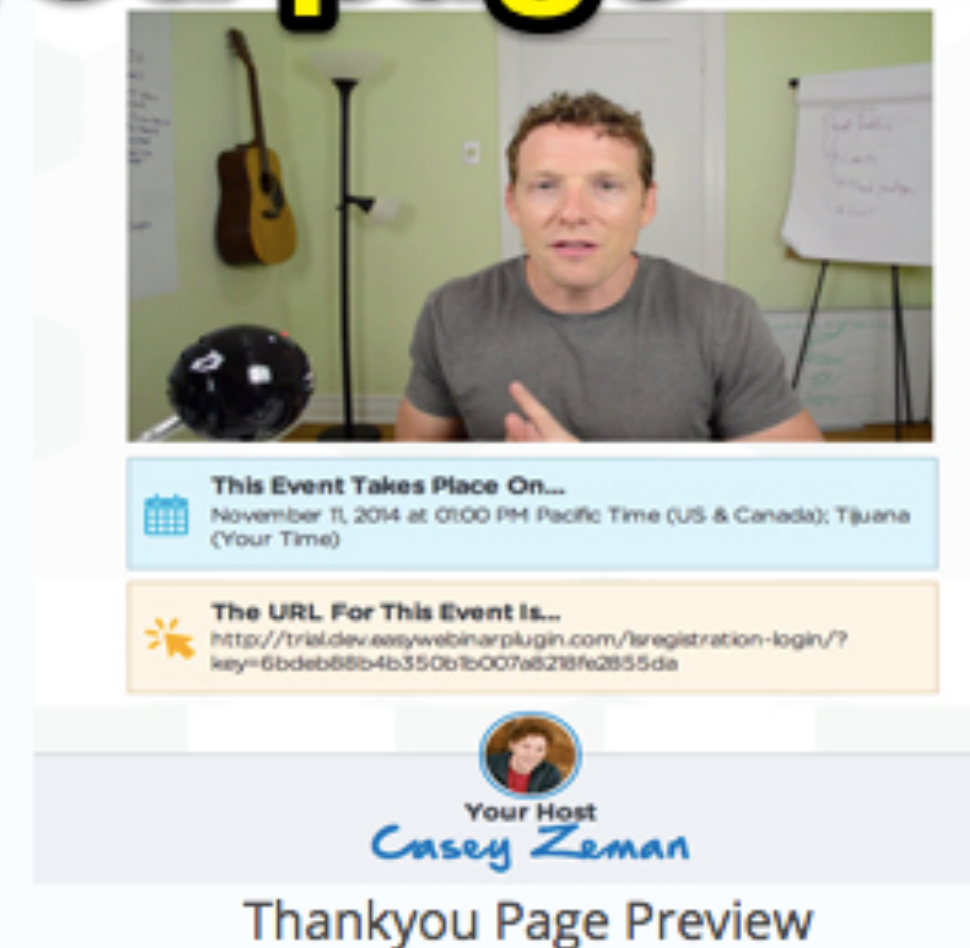 page
This Event Takes Place On...
November 11, 2014 at 01:00 PM Pacific Time (US & Canada); Tijuana
(Your Time)
The URL For This Event Is...
http://trial.dev.easywebinarplugin.com/lsregistration-login/?
key=6bdeb88b4b350b1b007a8218fe2855da
Your Host
Casey Zeman
Thankyou Page Preview